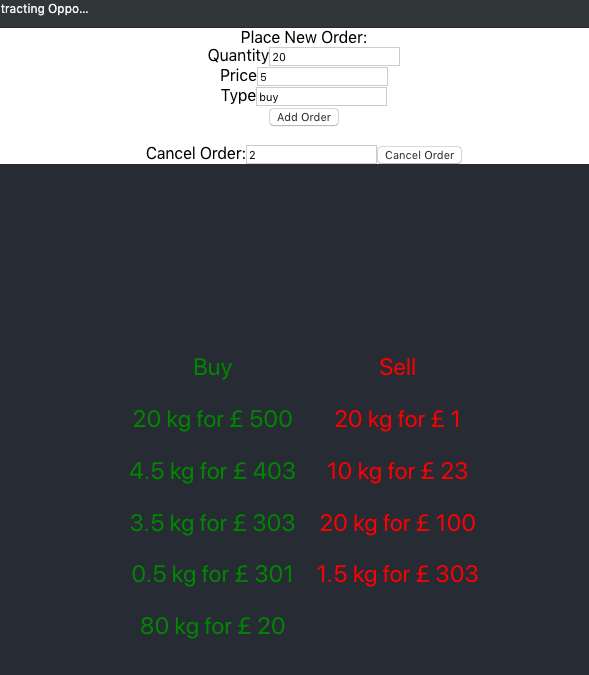 tracting Oppo...
Place New Order:
Quantity 20
Price 5
Type buy
Add Order
Cancel Order: 2 Cancel Order
Buy Sell
20 kg for £ 500 20 kg for £ 1
4.5 kg for £ 403 10 kg for £ 23
3.5 kg for £ 303 20 kg for £ 100
0.5 kg for £ 301 1.5 kg for £ 303
80 kg for £ 20